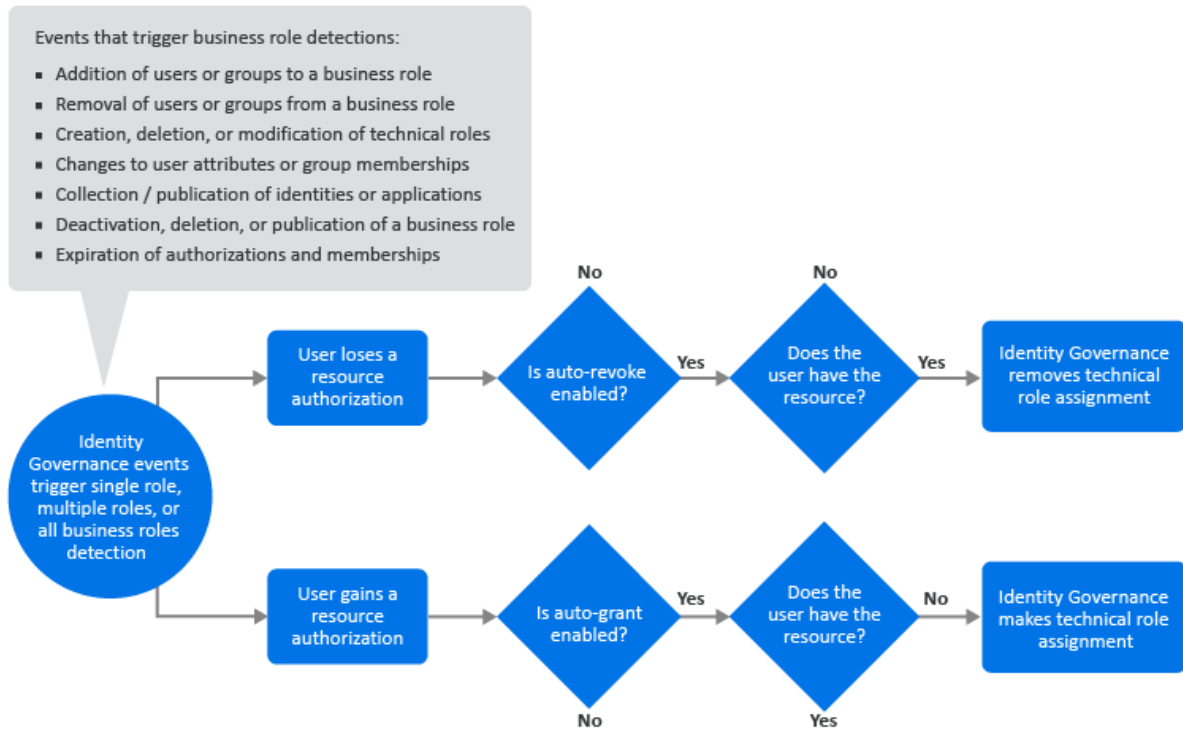 Events that trigger business role detections:
▪ Addition of users or groups to a business role
▪ Removal of users or groups from a business role
▪ Creation, deletion, or modification of technical roles
▪ Changes to user attributes or group memberships
▪ Collection / publication of identities or applications
▪ Deactivation, deletion, or publication of a business role
▪ Expiration of authorizations and memberships
Identity
Governance events
trigger single role,
multiple roles, or
all business roles
detection
User loses a
resource
authorization
No
Is auto-revoke
enabled?
Yes
No
Does the
user have the
resource?
Yes
Identity Governance
removes technical
role assignment
User gains a
resource
authorization
Is auto-grant
enabled?
No
Yes
Does the
user have the
resource?
Yes
No
Identity Governance
makes technical role
assignment